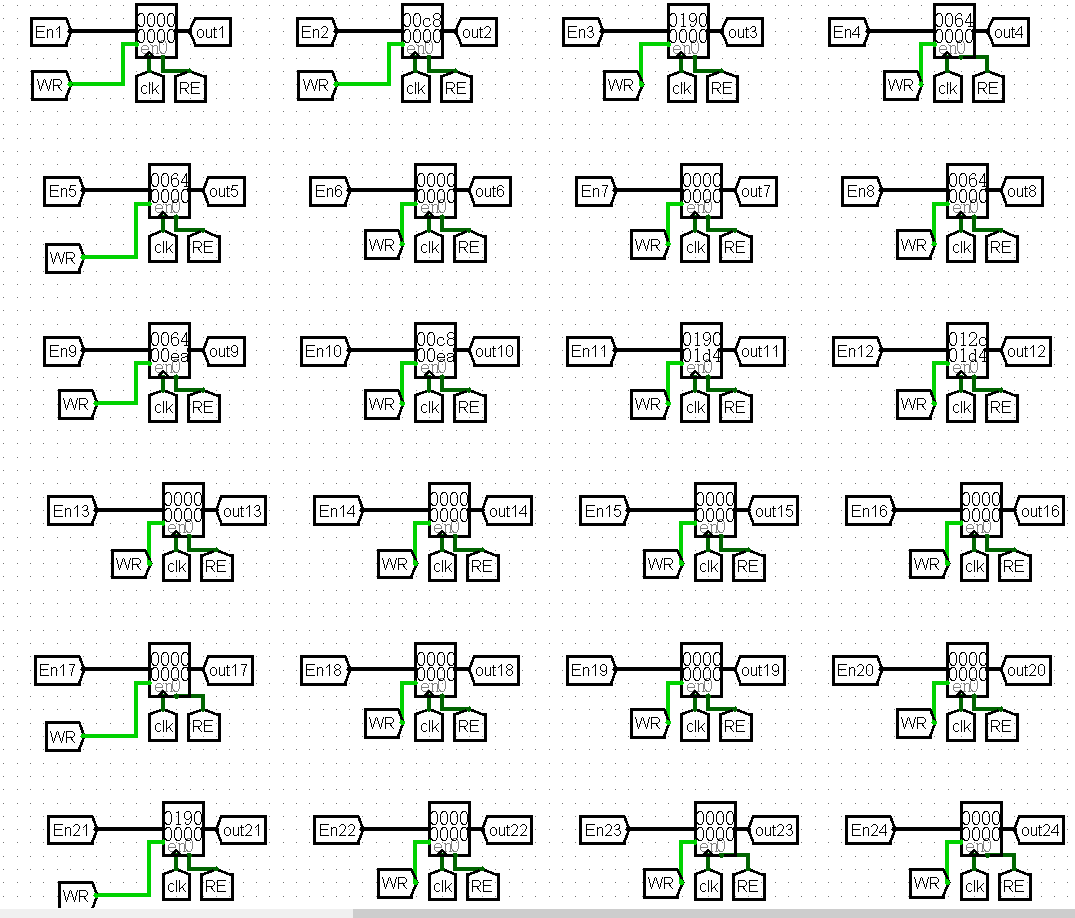 En1 0000 0000 en0 out1 En2 00c8 0000 en0 out2 En3 0190 0000 en0 out3 En4 0064 0000 en0 out4
WR clk RE WR clk RE WR clk RE WR clk RE
En5 0064 0000 en0 out5 En6 0000 0000 en0 out6 En7 0000 0000 en0 out7 En8 0064 0000 en0 out8
WR clk RE WR clk RE WR clk RE WR clk RE
En9 0064 00ea en0 out9 En10 00c8 00ea en0 out10 En11 0190 01d4 en0 out11 En12 012c 01d4 en0 out12
WR clk RE WR clk RE WR clk RE WR clk RE
En13 0000 0000 en0 out13 En14 0000 0000 en0 out14 En15 0000 0000 en0 out15 En16 0000 0000 en0 out16
WR clk RE WR clk RE WR clk RE WR clk RE
En17 0000 0000 en0 out17 En18 0000 0000 en0 out18 En19 0000 0000 en0 out19 En20 0000 0000 en0 out20
WR clk RE WR clk RE WR clk RE WR clk RE
En21 0190 0000 en0 out21 En22 0000 0000 en0 out22 En23 0000 0000 en0 out23 En24 0000 0000 en0 out24
WR clk RE WR clk RE WR clk RE WR clk RE